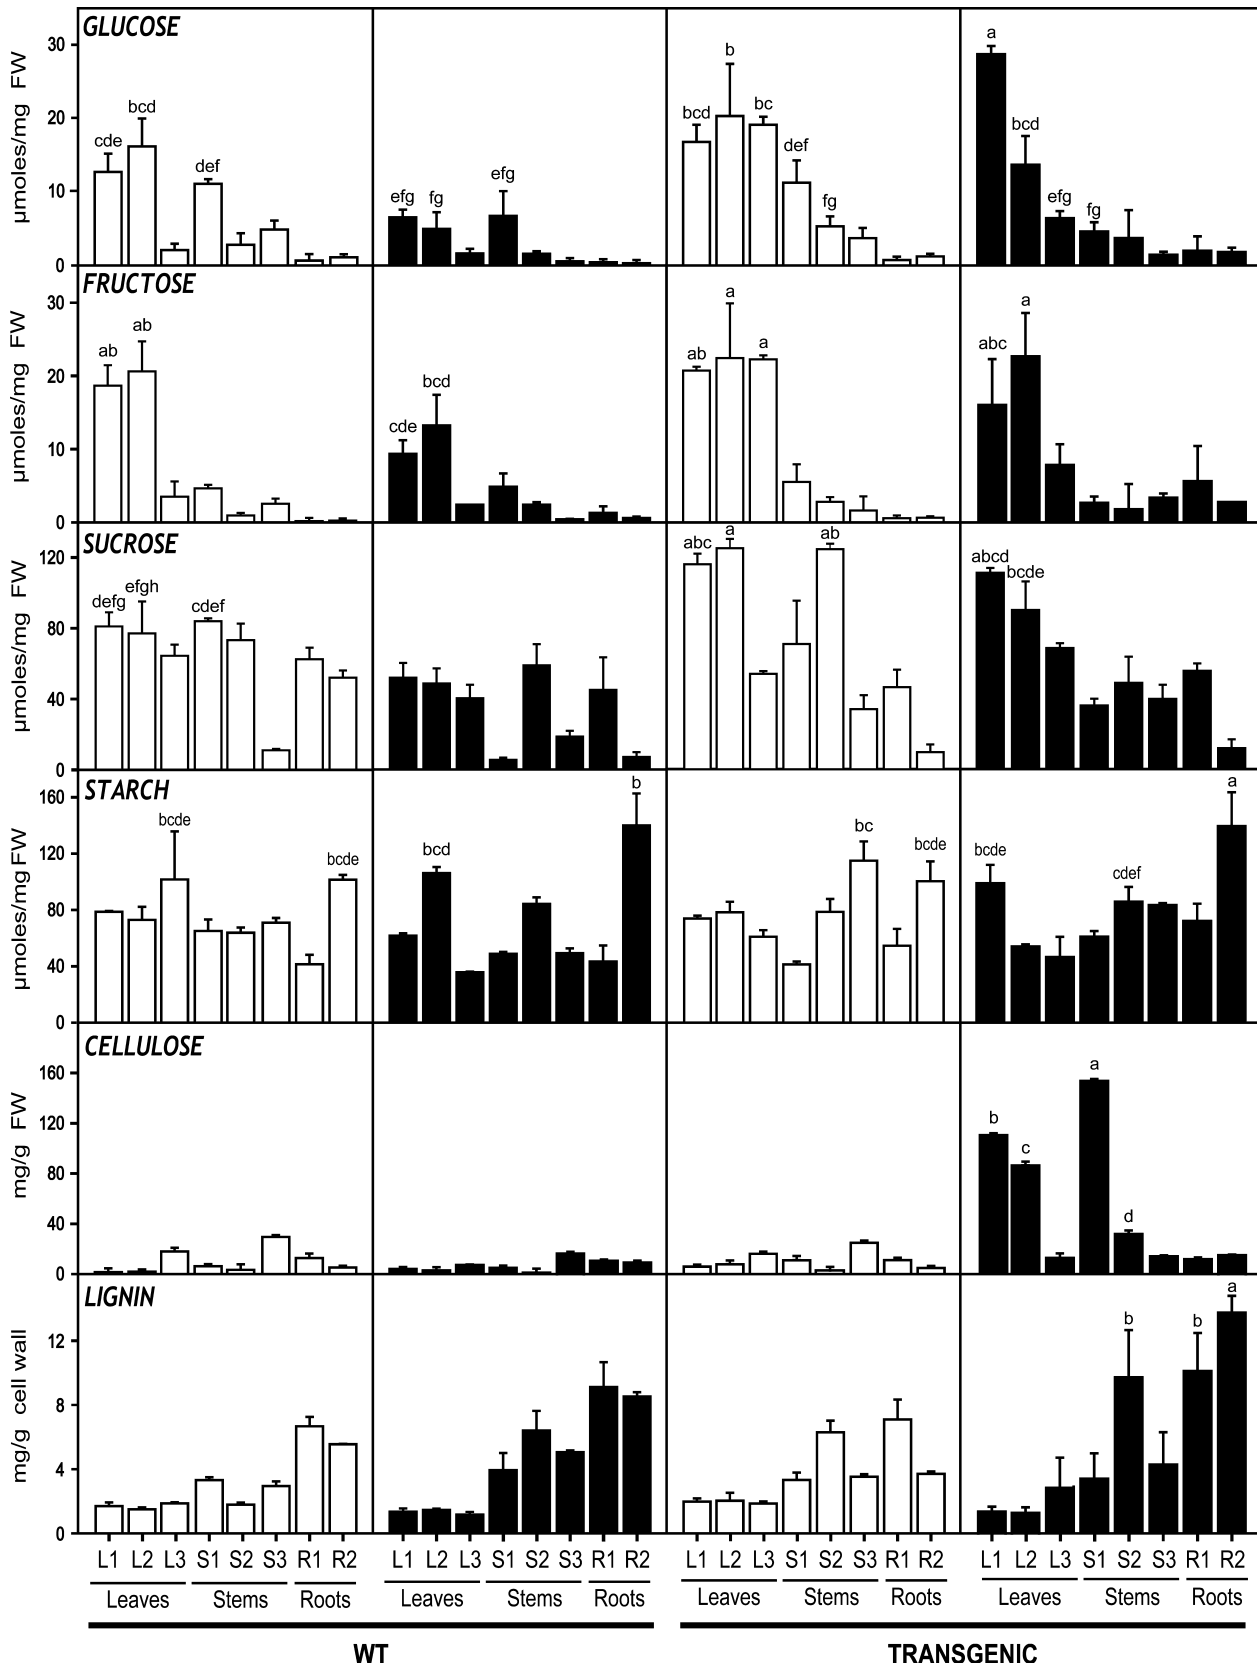 GLUCOSE
µmoles/mg FW
30
20
10
0
cde
bcd
def
efg
fg
efg
bcd
b
bc
def
fg
a
bcd
efg
fg
FRUCTOSE
µmoles/mg FW
30
20
10
0
ab
ab
cde
bcd
ab
a
a
abc
a
SUCROSE
µmoles/mg FW
120
80
40
0
defg
efgh
cdef
abc
a
ab
abcd
bcde
STARCH
µmoles/mg FW
160
120
80
40
0
bcde
bcde
bcd
b
bc
bcde
bcde
cdef
a
CELLULOSE
mg/g FW
160
120
80
40
0
b
c
a
d
LIGNIN
mg/g cell wall
12
8
4
0
b
b
a
L1 L2 L3 S1 S2 S3 R1 R2 L1 L2 L3 S1 S2 S3 R1 R2 L1 L2 L3 S1 S2 S3 R1 R2 L1 L2 L3 S1 S2 S3 R1 R2
Leaves Stems Roots Leaves Stems Roots Leaves Stems Roots Leaves Stems Roots
WT TRANSGENIC